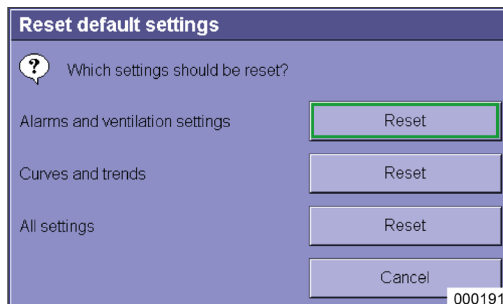 Reset default settings
? Which settings should be reset?
Alarms and ventilation settings Reset
Curves and trends Reset
All settings Reset
Cancel
000191